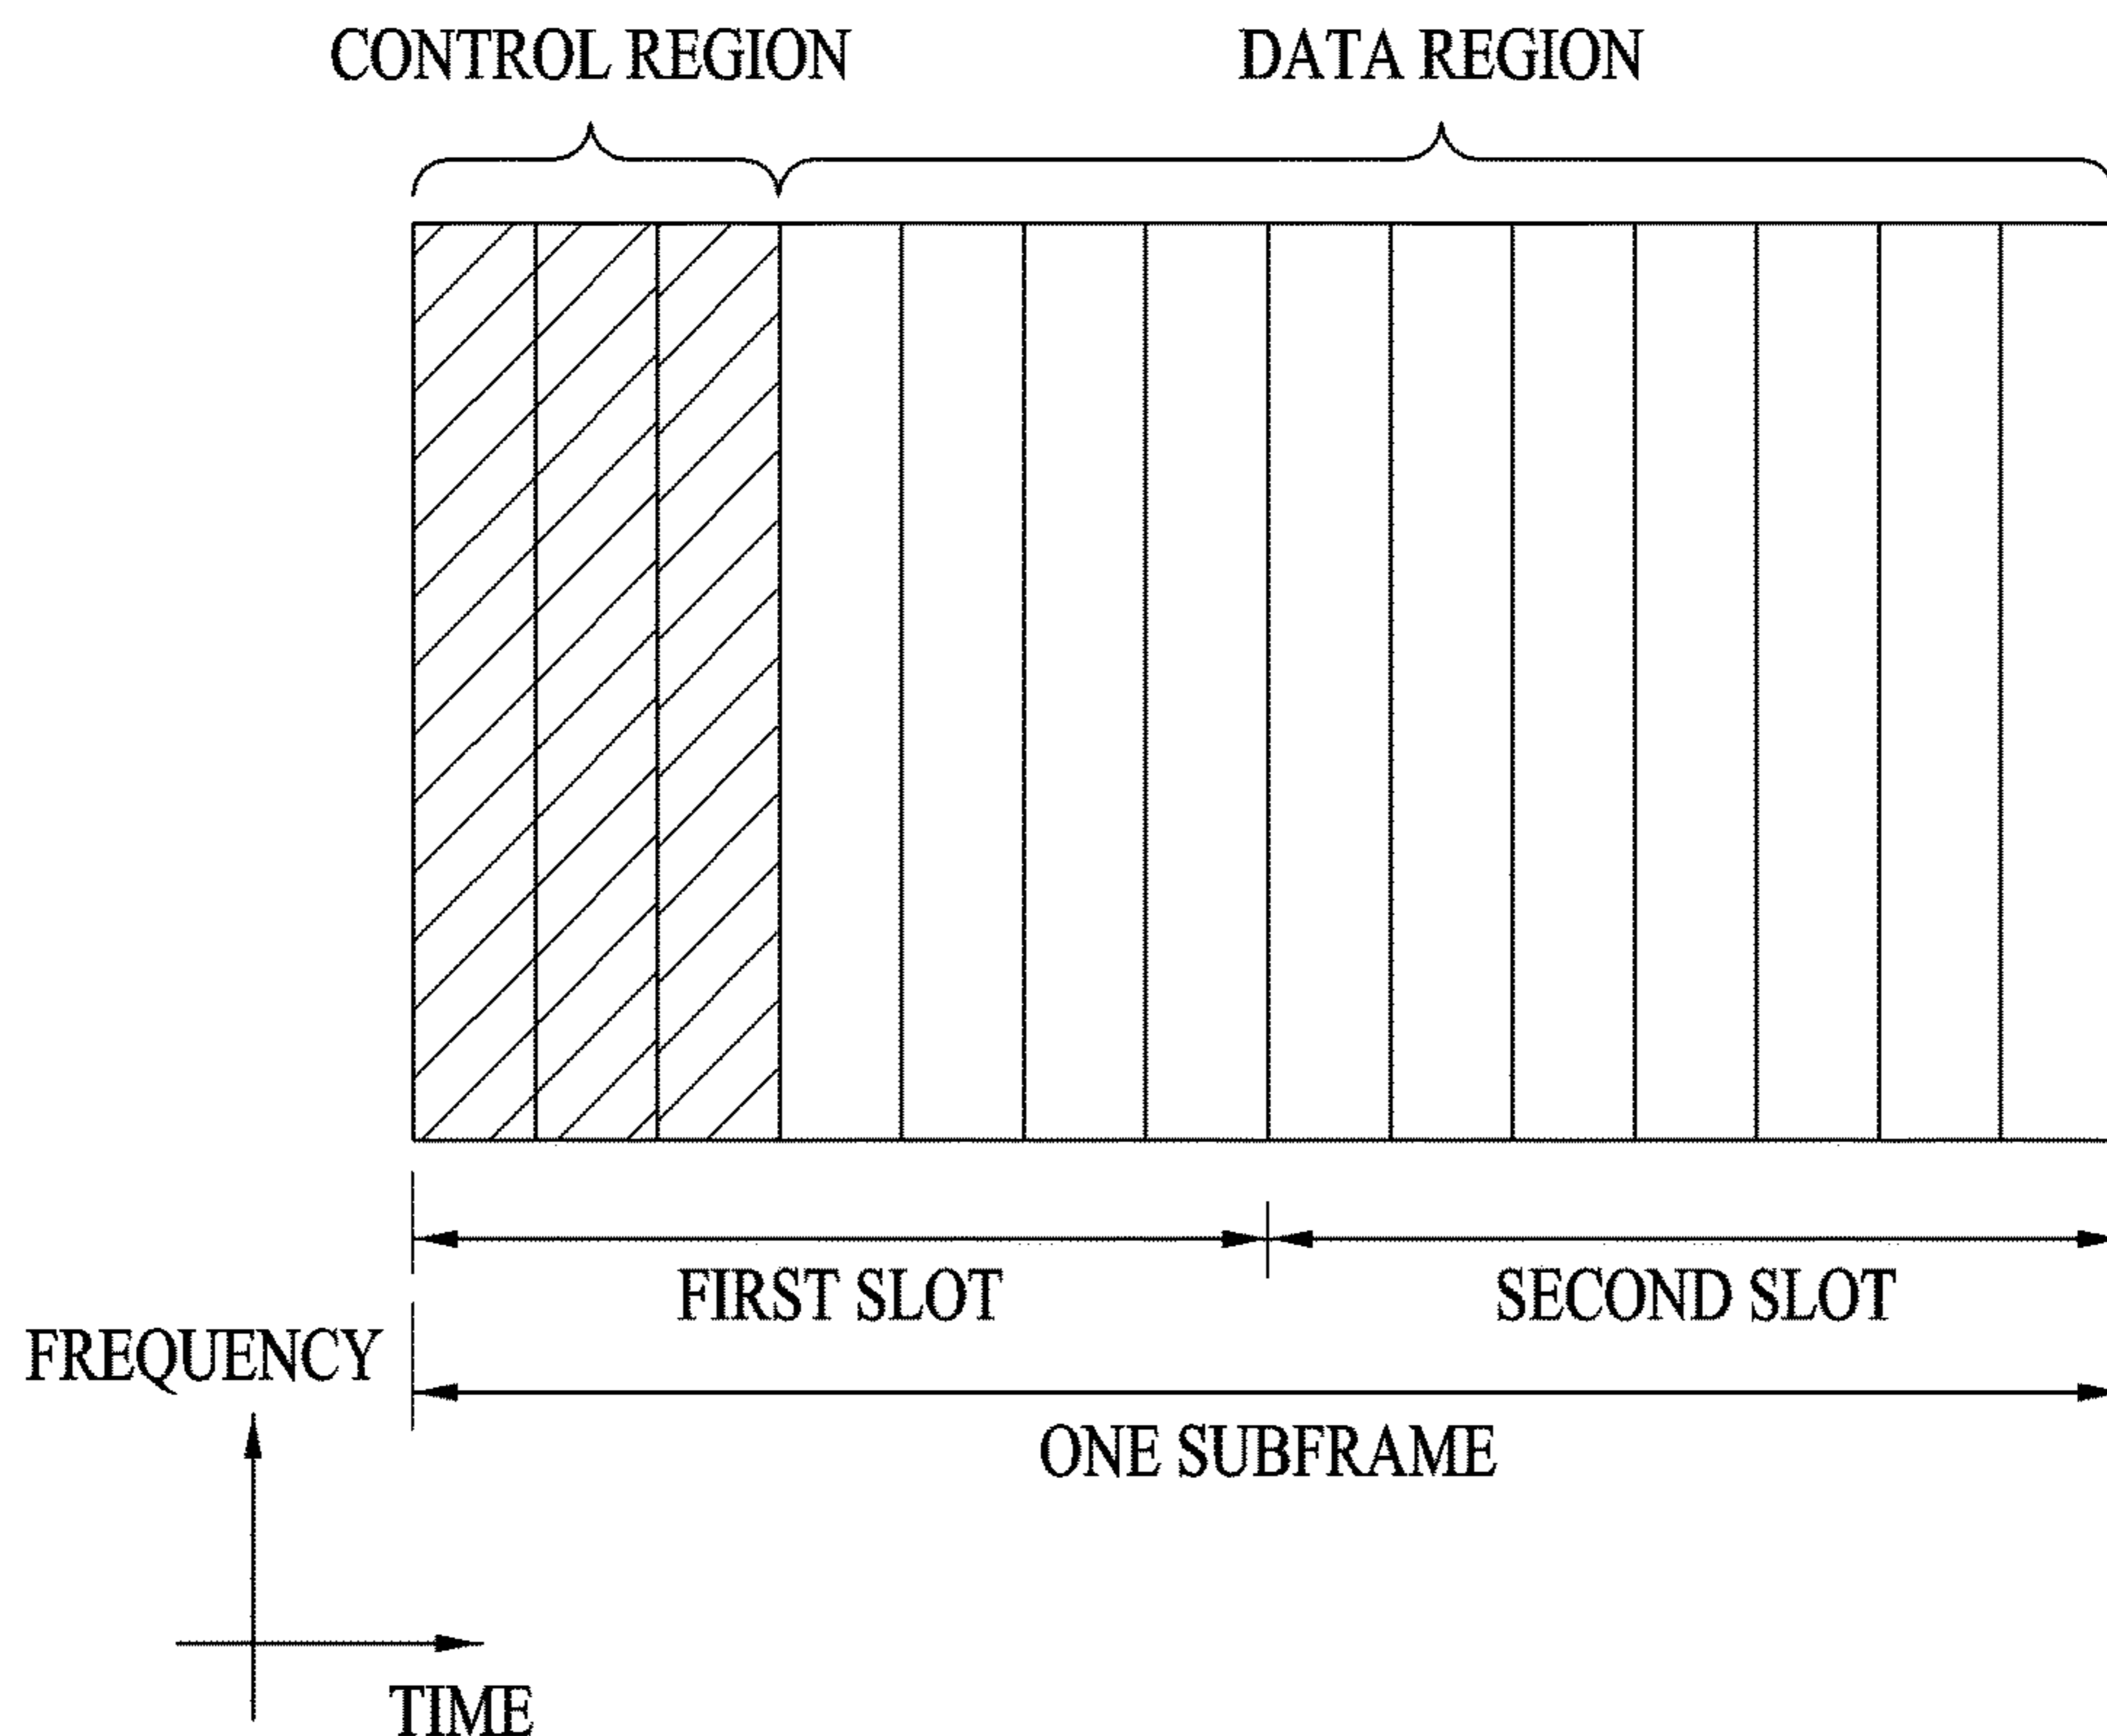 CONTROL REGION
DATA REGION
FIRST SLOT
SECOND SLOT
FREQUENCY
ONE SUBFRAME
TIME